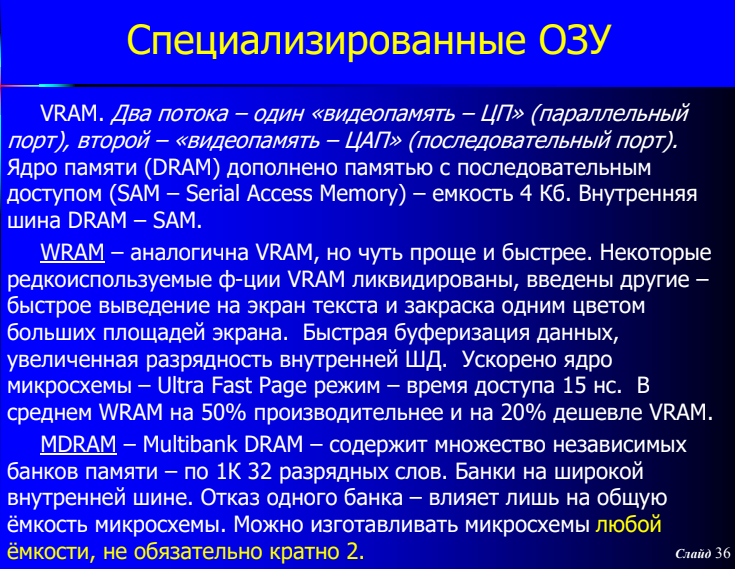 Специализированные ОЗУ
VRAM. Два потока – один «видеопамять – ЦП» (параллельный
порт), второй – «видеопамять – ЦАП» (последовательный порт).
Ядро памяти (DRAM) дополнено памятью с последовательным
доступом (SAM – Serial Access Memory) – емкость 4 Кб. Внутренняя
шина DRAM – SAM.
WRAM – аналогична VRAM, но чуть проще и быстрее. Некоторые
редкоиспользуемые ф-ции VRAM ликвидированы, введены другие –
быстрое выведение на экран текста и закраска одним цветом
больших площадей экрана. Быстрая буферизация данных,
увеличенная разрядность внутренней ШД. Ускорено ядро
микросхемы – Ultra Fast Page режим – время доступа 15 нс. В
среднем WRAM на 50% производительнее и на 20% дешевле VRAM.
MDRAM – Multibank DRAM – содержит множество независимых
банков памяти – по 1К 32 разрядных слов. Банки на широкой
внутренней шине. Отказ одного банка – влияет лишь на общую
ёмкость микросхемы. Можно изготавливать микросхемы любой
ёмкости, не обязательно кратно 2.
Слайд 36